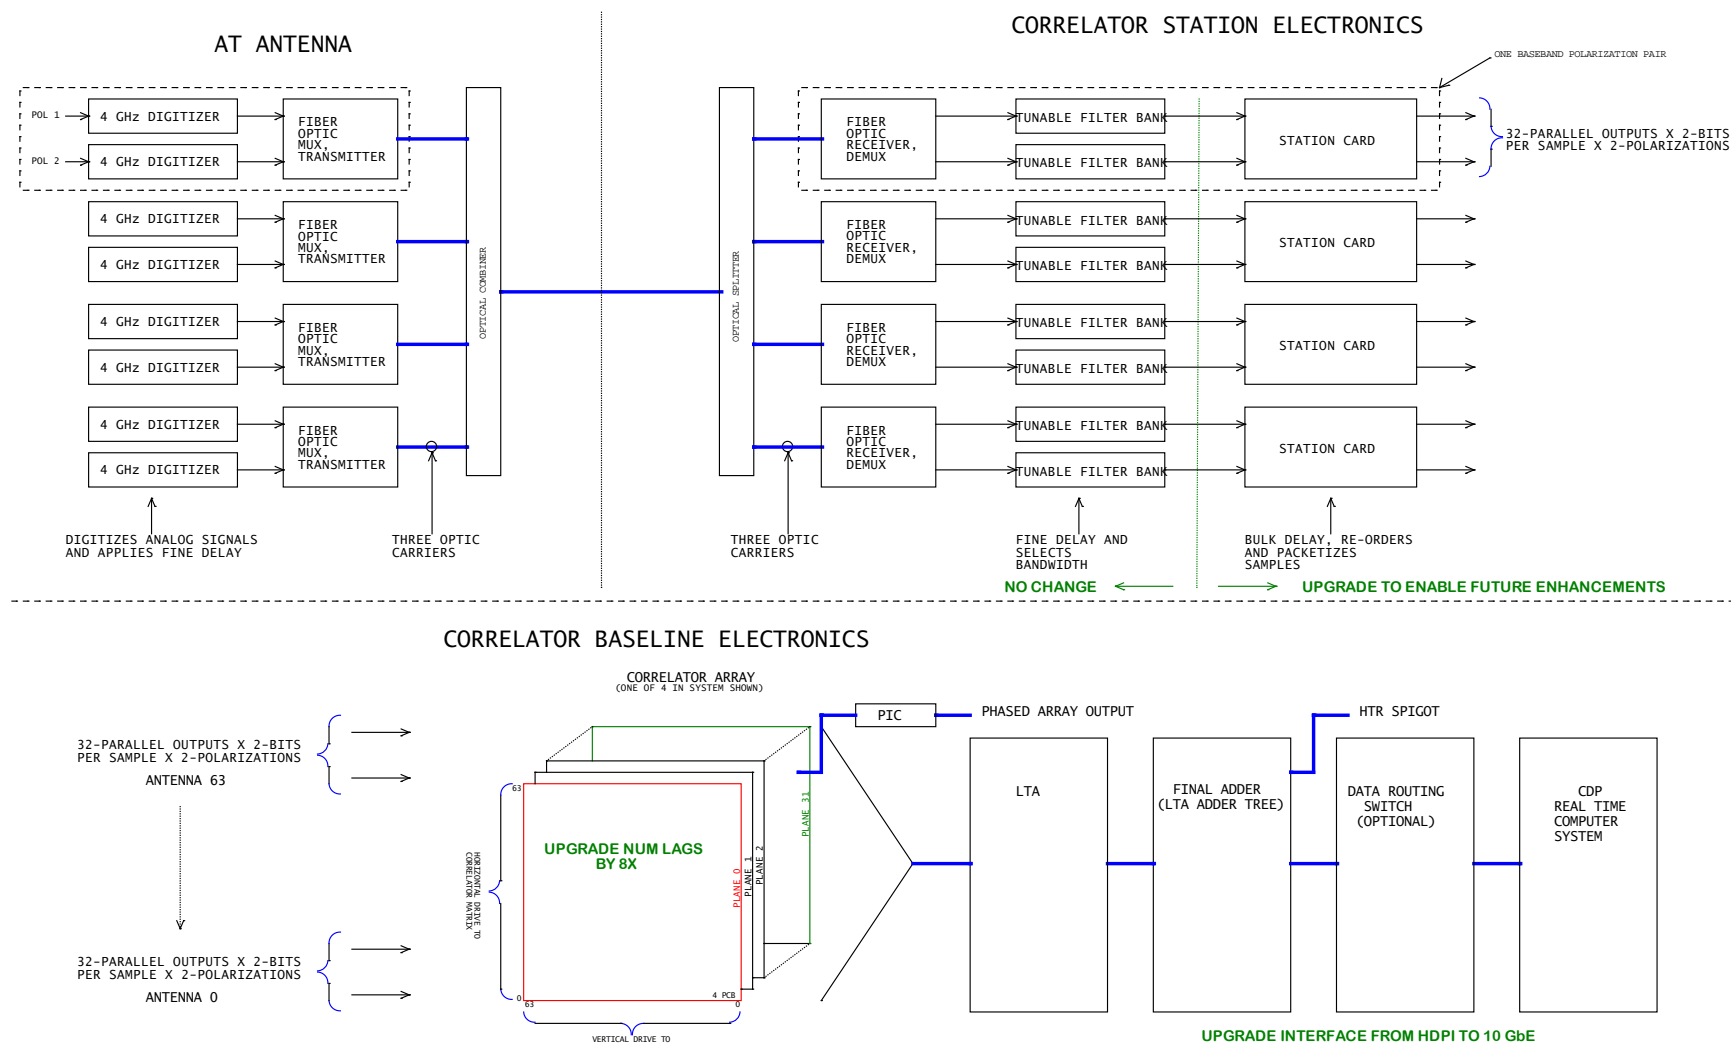 AT ANTENNA
CORRELATOR STATION ELECTRONICS
ONE BASEBAND POLARIZATION PAIR
POL 1
4 GHz DIGITIZER
POL 2
4 GHz DIGITIZER
FIBER
OPTIC
MUX,
TRANSMITTER
4 GHz DIGITIZER
4 GHz DIGITIZER
FIBER
OPTIC
MUX,
TRANSMITTER
4 GHz DIGITIZER
4 GHz DIGITIZER
FIBER
OPTIC
MUX,
TRANSMITTER
4 GHz DIGITIZER
4 GHz DIGITIZER
FIBER
OPTIC
MUX,
TRANSMITTER
OPTICAL COMBINER
OPTICAL SPLITTER
FIBER
OPTIC
RECEIVER,
DEMUX
TUNABLE FILTER BANK
TUNABLE FILTER BANK
STATION CARD
32-PARALLEL OUTPUTS X 2-BITS
PER SAMPLE X 2-POLARIZATIONS
FIBER
OPTIC
RECEIVER,
DEMUX
TUNABLE FILTER BANK
TUNABLE FILTER BANK
STATION CARD
FIBER
OPTIC
RECEIVER,
DEMUX
TUNABLE FILTER BANK
TUNABLE FILTER BANK
STATION CARD
FIBER
OPTIC
RECEIVER,
DEMUX
TUNABLE FILTER BANK
TUNABLE FILTER BANK
STATION CARD
DIGITIZES ANALOG SIGNALS
AND APPLIES FINE DELAY
THREE OPTIC
CARRIERS
THREE OPTIC
CARRIERS
FINE DELAY AND
SELECTS
BANDWIDTH
BULK DELAY, RE-ORDERS
AND PACKETIZES
SAMPLES
NO CHANGE
UPGRADE TO ENABLE FUTURE ENHANCEMENTS
CORRELATOR BASELINE ELECTRONICS
CORRELATOR ARRAY
(ONE OF 4 IN SYSTEM SHOWN)
32-PARALLEL OUTPUTS X 2-BITS
PER SAMPLE X 2-POLARIZATIONS
ANTENNA 63
32-PARALLEL OUTPUTS X 2-BITS
PER SAMPLE X 2-POLARIZATIONS
ANTENNA 0
HORIZONTAL DRIVE TO
CORRELATOR MATRIX
63
0
UPGRADE NUM LAGS
BY 8X
PLANE 0
PLANE 1
PLANE 2
PLANE 31
4 PCB
63
0
VERTICAL DRIVE TO
PIC
PHASED ARRAY OUTPUT
HTR SPIGOT
LTA
FINAL ADDER
(LTA ADDER TREE)
DATA ROUTING
SWITCH
(OPTIONAL)
CDP
REAL TIME
COMPUTER
SYSTEM
UPGRADE INTERFACE FROM HDPI TO 10 GbE